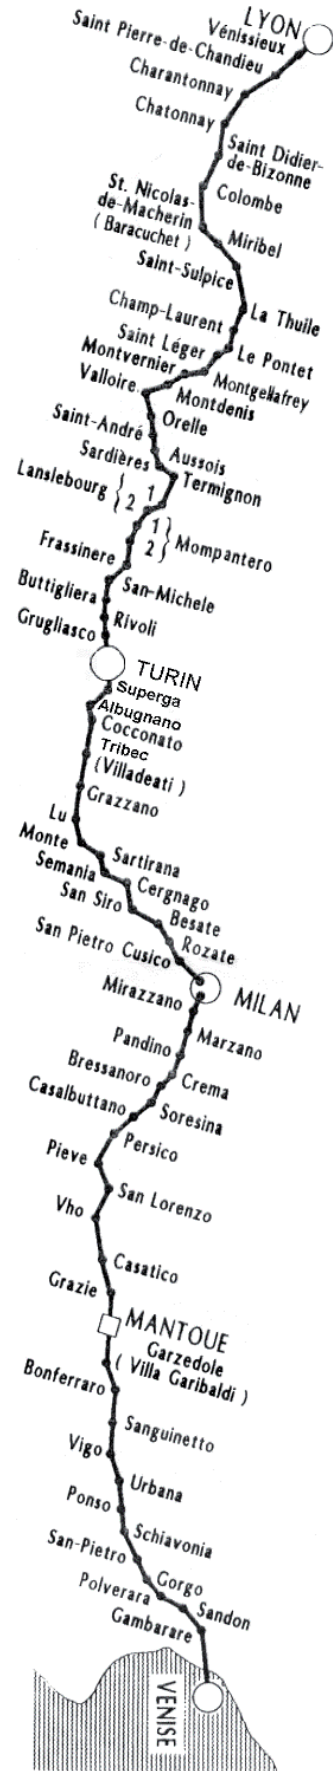 LYON
Vénissieux
Saint Pierre-de-Chandieu
Charantonnay
Chatonnay
Saint Didier-
de-Bizonne
Colombe
St. Nicolas-
de-Macherin
( Baracuchet )
Miribel
Saint-Sulpice
La Thuile
Champ-Laurent
Le Pontet
Saint Léger
Montgellafrey
Montvernier
Montdenis
Valloire
Orelle
Saint-André
Aussois
Sardières
Termignon
Lanslebourg { 1
2
1 } Mompantero
2
Frassinere
San-Michele
Buttigliera
Rivoli
Grugliasco
TURIN
Superga
Albugnano
Cocconato
Tribec
(Villadeati )
Grazzano
Lu
Monte
Sartirana
Semania
Cergnago
San Siro
Besate
Rozate
San Pietro Cusico
MILAN
Mirazzano
Marzano
Pandino
Crema
Bressanoro
Soresina
Casalbuttano
Persico
Pieve
San Lorenzo
Vho
Casatico
Grazie
MANTOUE
Garzedole
( Villa Garibaldi )
Bonferraro
Sanguinetto
Vigo
Urbana
Ponso
Schiavonia
San-Pietro
Gorgo
Polverara
Sandon
Gambarare
VENISE